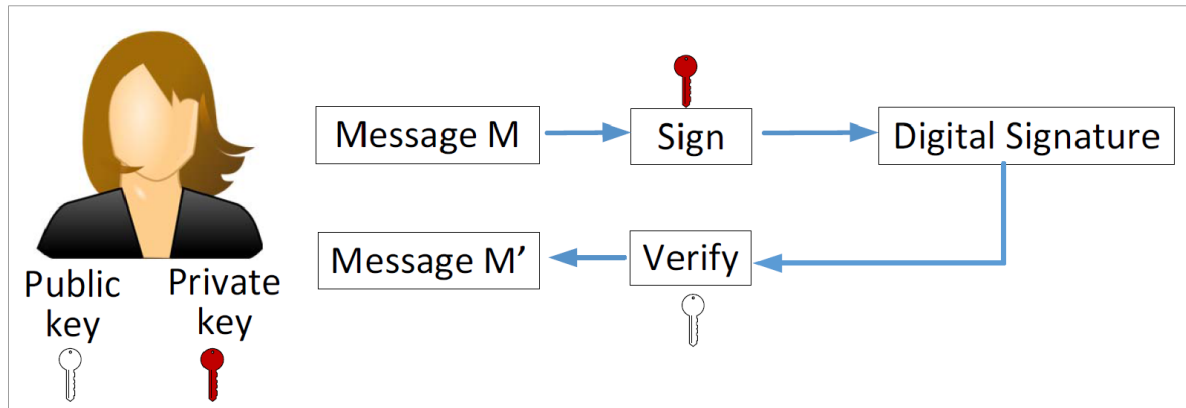 Message M
Sign
Digital Signature
Message M’
Verify
Public
key
Private
key